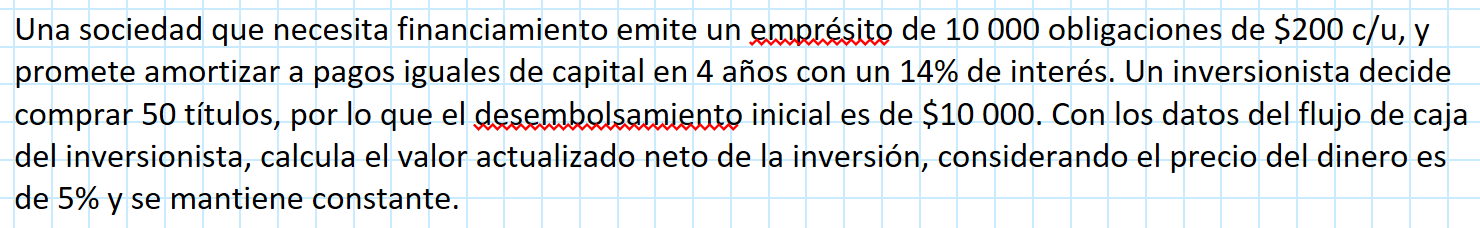 Una sociedad que necesita financiamiento emite un emprésito de 10 000 obligaciones de $200 c/u, y
promete amortizar a pagos iguales de capital en 4 años con un 14% de interés. Un inversionista decide
comprar 50 títulos, por lo que el desembolsamiento inicial es de $10 000. Con los datos del flujo de caja
del inversionista, calcula el valor actualizado neto de la inversión, considerando el precio del dinero es
de 5% y se mantiene constante.